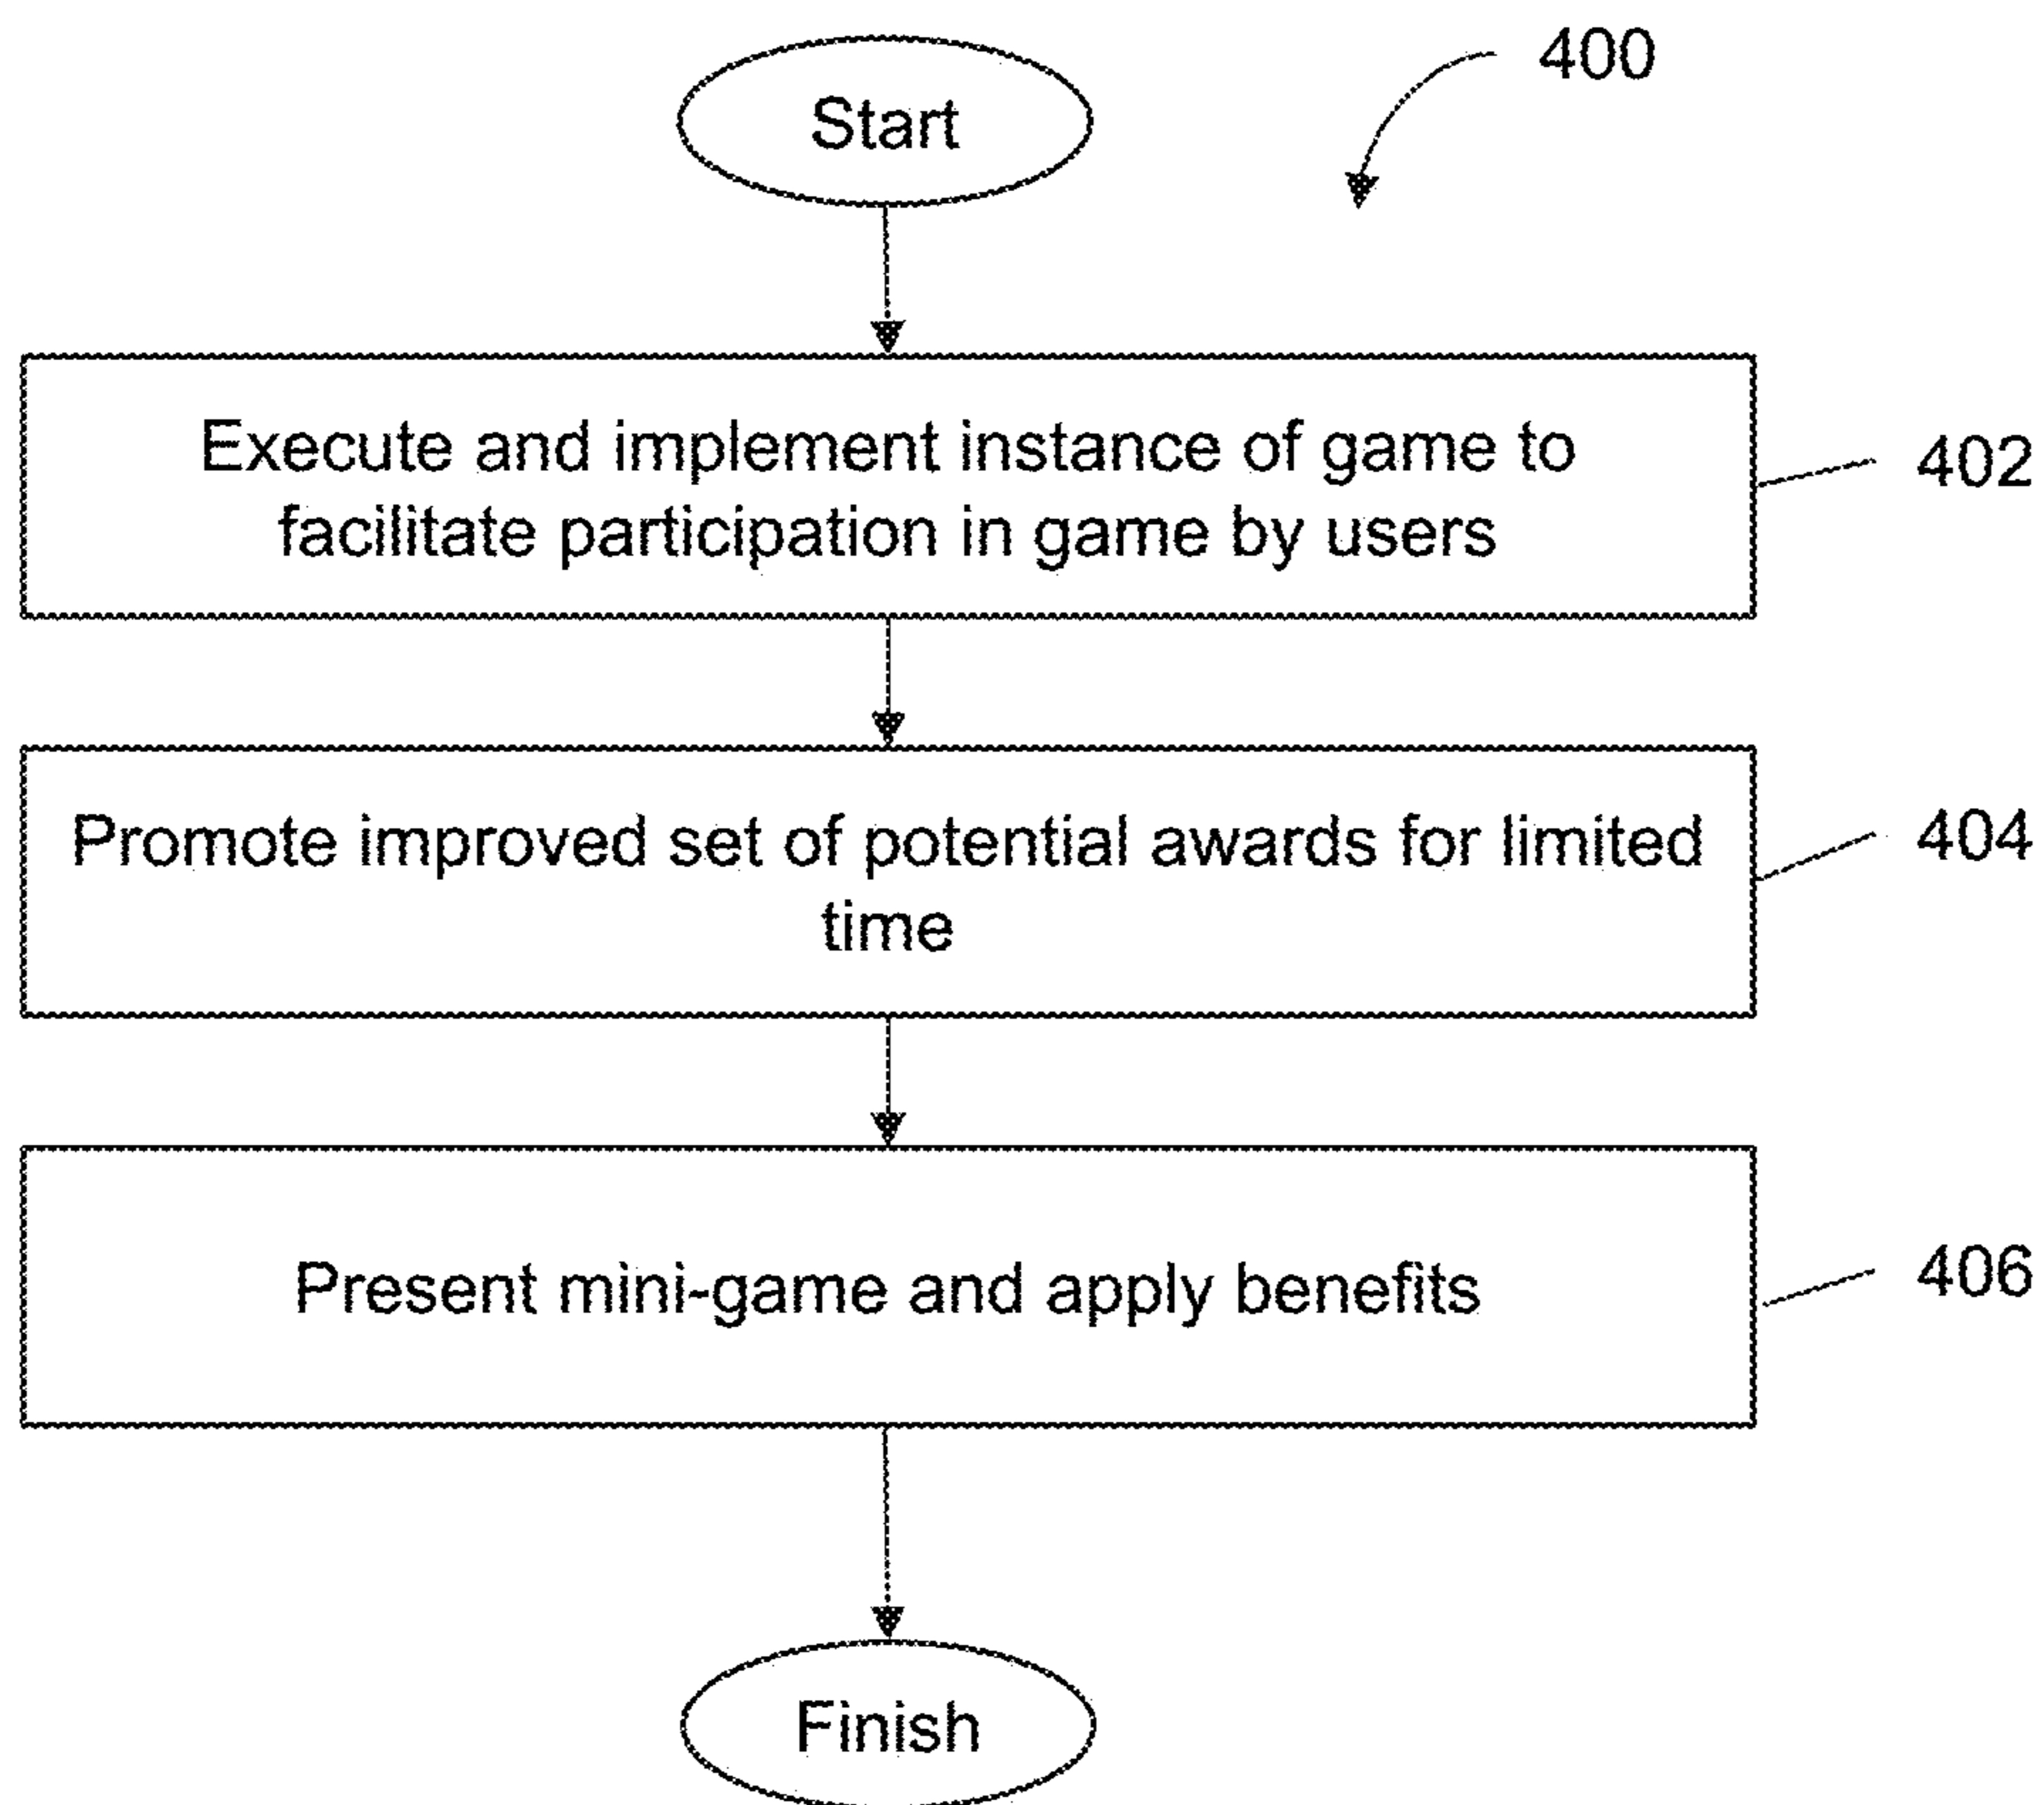 400
Start
Execute and implement instance of game to
facilitate participation in game by users
402
Promote improved set of potential awards for limited
time
404
Present mini-game and apply benefits
406
Finish